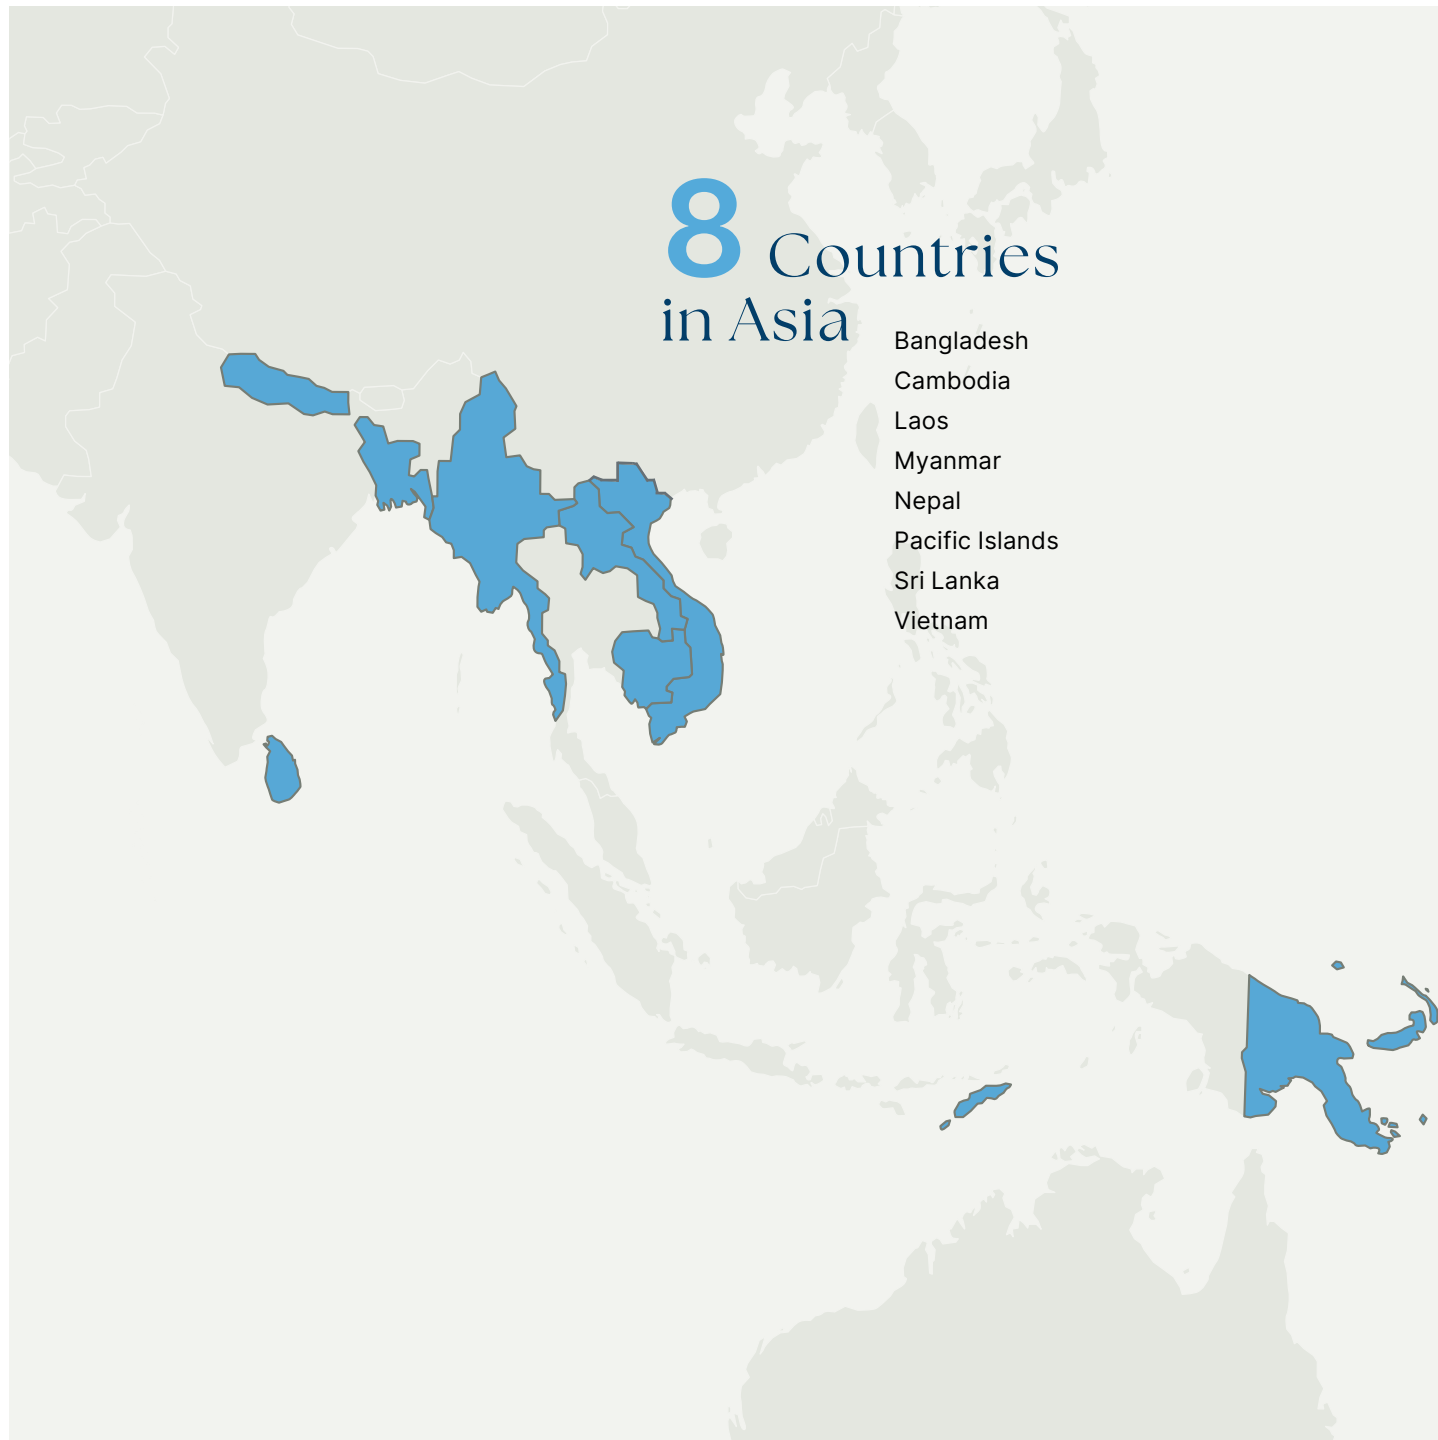 8 Countries
in Asia
Bangladesh
Cambodia
Laos
Myanmar
Nepal
Pacific Islands
Sri Lanka
Vietnam